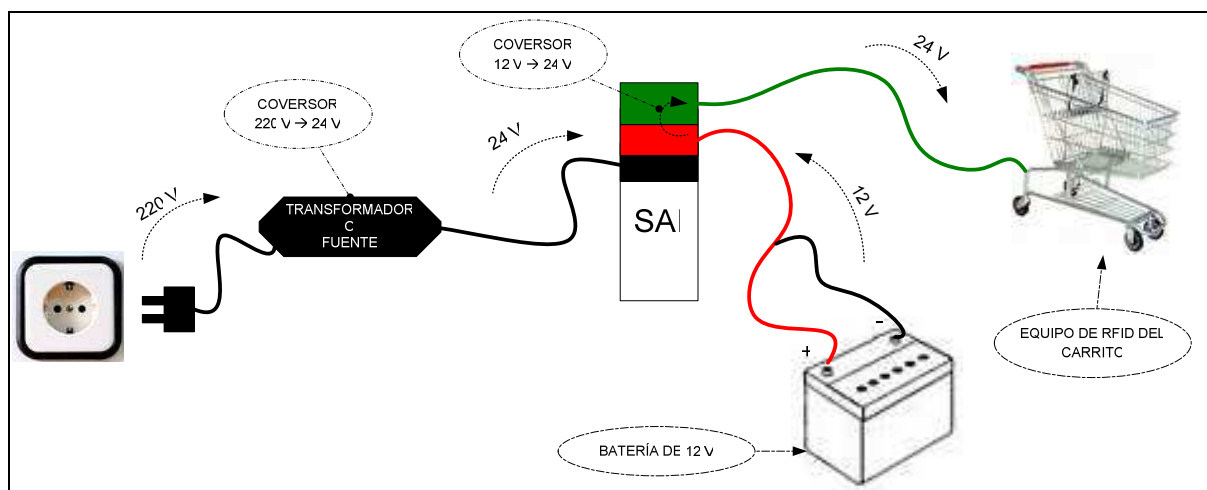 COVERSOR
12 V → 24 V
24 V
COVERSOR
220 V → 24 V
24 V
220 V
12 V
TRANSFORMADOR
C
FUENTE
SAI
-
+
EQUIPO DE RFID DEL
CARRITO
BATERÍA DE 12 V